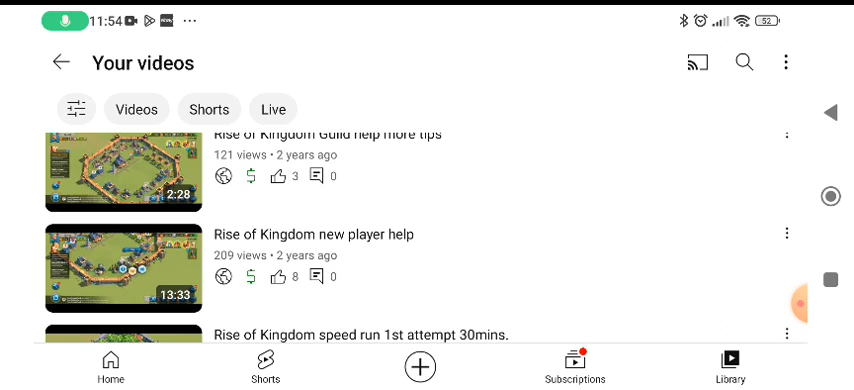 11:54
52
Your videos
Videos
Shorts
Live
Rise of Kingdom Guild help more tips
121 views • 2 years ago
3
0
2:28
Rise of Kingdom new player help
209 views • 2 years ago
8
0
13:33
Rise of Kingdom speed run 1st attempt 30mins.
Home
Shorts
Subscriptions
Library